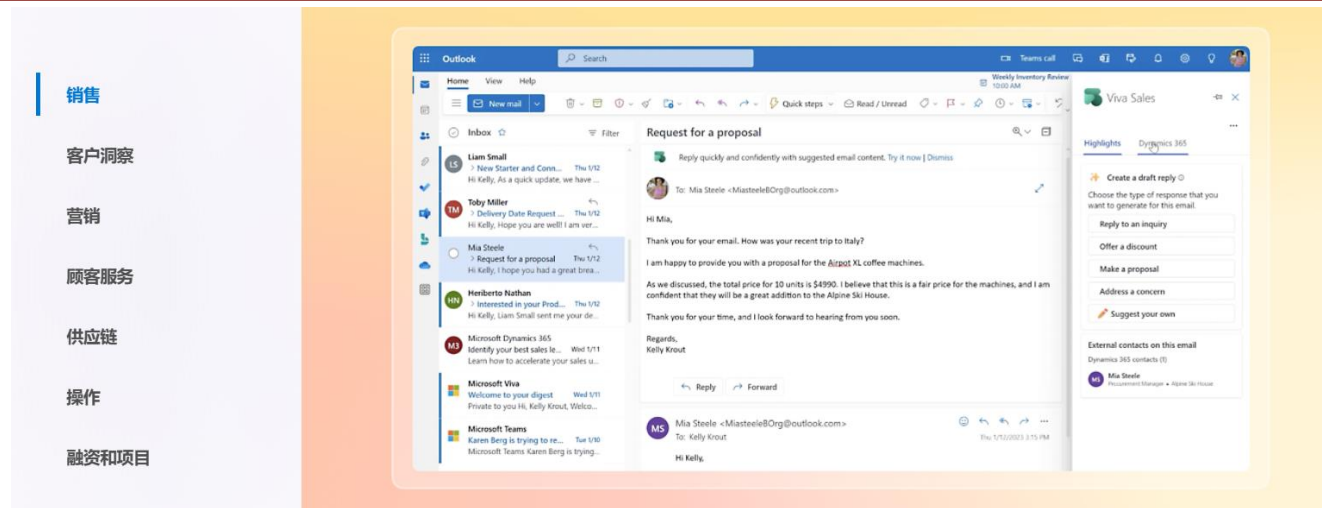 销售
客户洞察
营销
顾客服务
供应链
操作
融资和项目
Outlook
Search
Teams call
Home View Help
Weekly Inventory Review
10:00 AM
New mail
Quick steps
Read / Unread
Inbox
Filter
LS
Liam Small
New Starter and Conn... Thu 1/12
Hi Kelly, As a quick update, we have ...
TM
Toby Miller
Delivery Date Request ... Thu 1/12
Hi Kelly, Hope you are well! I am ver...
Mia Steele
Request for a proposal Thu 1/12
Hi Kelly, I hope you had a great brea...
HN
Heriberto Nathan
Interested in your Prod... Thu 1/12
Hi Kelly, Liam Small sent me your de...
M3
Microsoft Dynamics 365
Identify your best sales le... Wed 1/11
Learn how to accelerate your sales u...
Microsoft Viva
Welcome to your digest Wed 1/11
Private to you Hi, Kelly Krout, Welco...
Microsoft Teams
Karen Berg is trying to re... Tue 1/10
Microsoft Teams Karen Berg is trying...
Request for a proposal
Reply quickly and confidently with suggested email content. Try it now | Dismiss
To: Mia Steele <MiasteeleBOrg@outlook.com>
Hi Mia,
Thank you for your email. How was your recent trip to Italy?
I am happy to provide you with a proposal for the Airpot XL coffee machines.
As we discussed, the total price for 10 units is $4990. I believe that this is a fair price for the machines, and I am
confident that they will be a great addition to the Alpine Ski House.
Thank you for your time, and I look forward to hearing from you soon.
Regards,
Kelly Krout
Reply
Forward
MS
Mia Steele <MiasteeleBOrg@outlook.com>
To: Kelly Krout
Thu 1/12/2023 3:15 PM
Hi Kelly,
Viva Sales
Highlights Dynamics 365
Create a draft reply
Choose the type of response that you
want to generate for this email.
Reply to an inquiry
Offer a discount
Make a proposal
Address a concern
Suggest your own
External contacts on this email
Dynamics 365 contacts (1)
MS
Mia Steele
Procurement Manager • Alpine Ski House